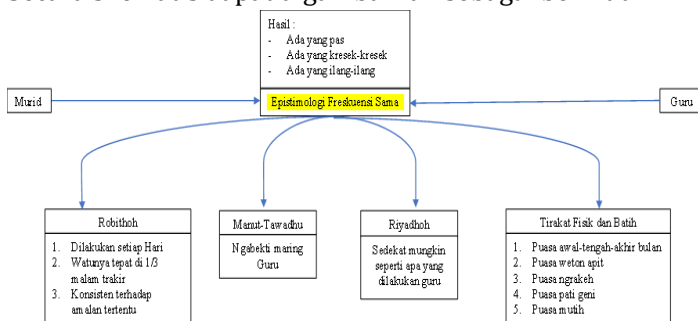 Hasil :
- Ada yang pas
- Ada yang kresek-kresek
- Ada yang ilang-ilang
Murid
Epistimologi Freskuensi Sama
Guru
Robithoh
1. Dilakukan setiap Hari
2. Watunya tepat di 1/3
malam trakir
3. Konsisten terhadap
amalan tertentu
Manut-Tawadhu
Ngabekti maring
Guru
Riyadhoh
Sedekat mungkin
seperti apa yang
dilakukan guru
Tirakat Fisik dan Batih
1. Puasa awal-tengah-akhir bulan
2. Puasa weton apit
3. Puasa ngrakeh
4. Puasa pati geni
5. Puasa mutih